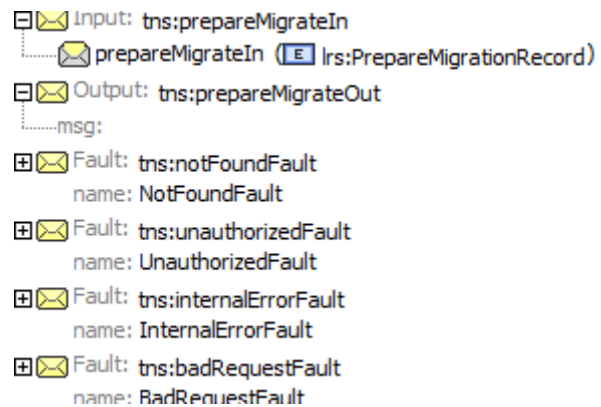 Input: tns:prepareMigrateIn
prepareMigrateIn (E lrs:PrepareMigrationRecord)
Output: tns:prepareMigrateOut
msg:
Fault: tns:notFoundFault
name: NotFoundFault
Fault: tns:unauthorizedFault
name: UnauthorizedFault
Fault: tns:internalErrorFault
name: InternalErrorFault
Fault: tns:badRequestFault
name: BadRequestFault